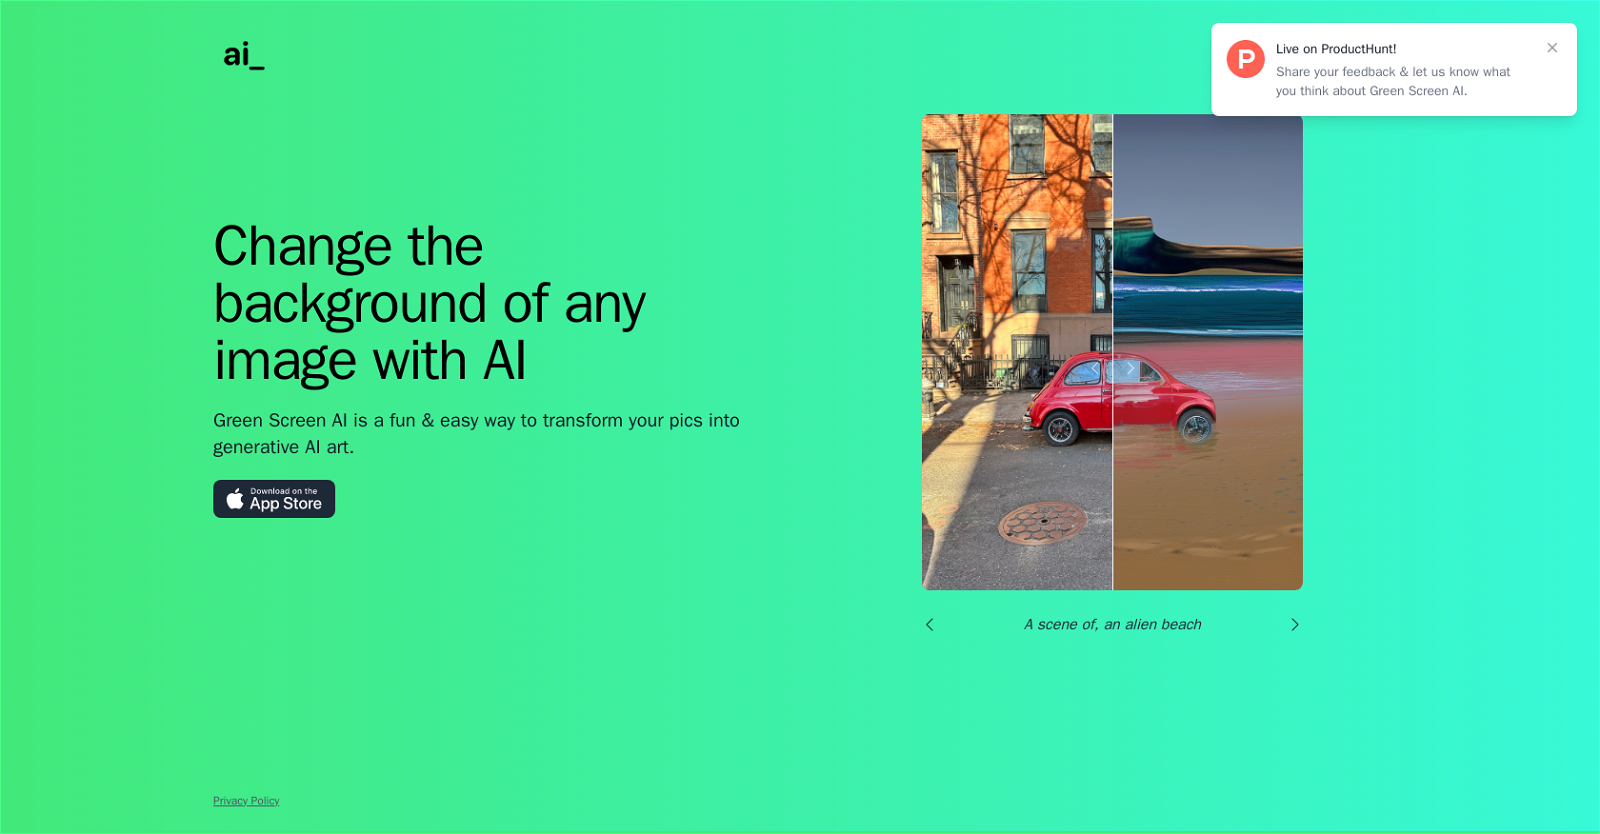 ai_
Live on ProductHunt!
Share your feedback & let us know what
you think about Green Screen AI.
Change the
background of any
image with AI
Green Screen AI is a fun & easy way to transform your pics into
generative AI art.
Download on the
App Store
A scene of, an alien beach
Privacy Policy